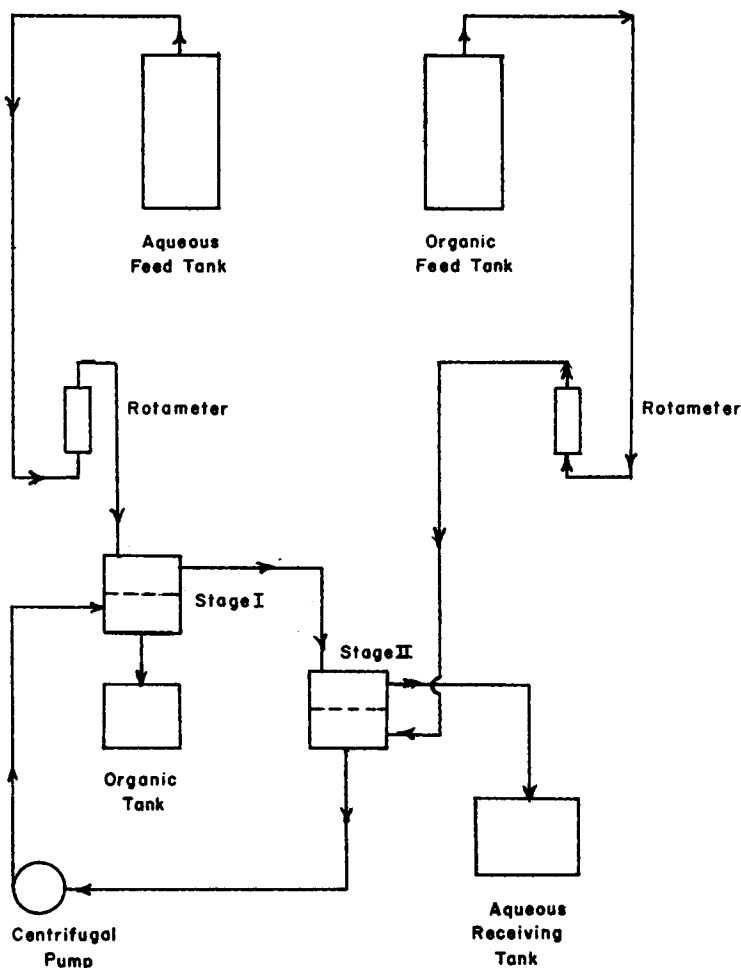 Aqueous
Feed Tank
Organic
Feed Tank
Rotameter
Rotameter
Stage I
Stage II
Organic
Tank
Centrifugal
Pump
Aqueous
Receiving
Tank